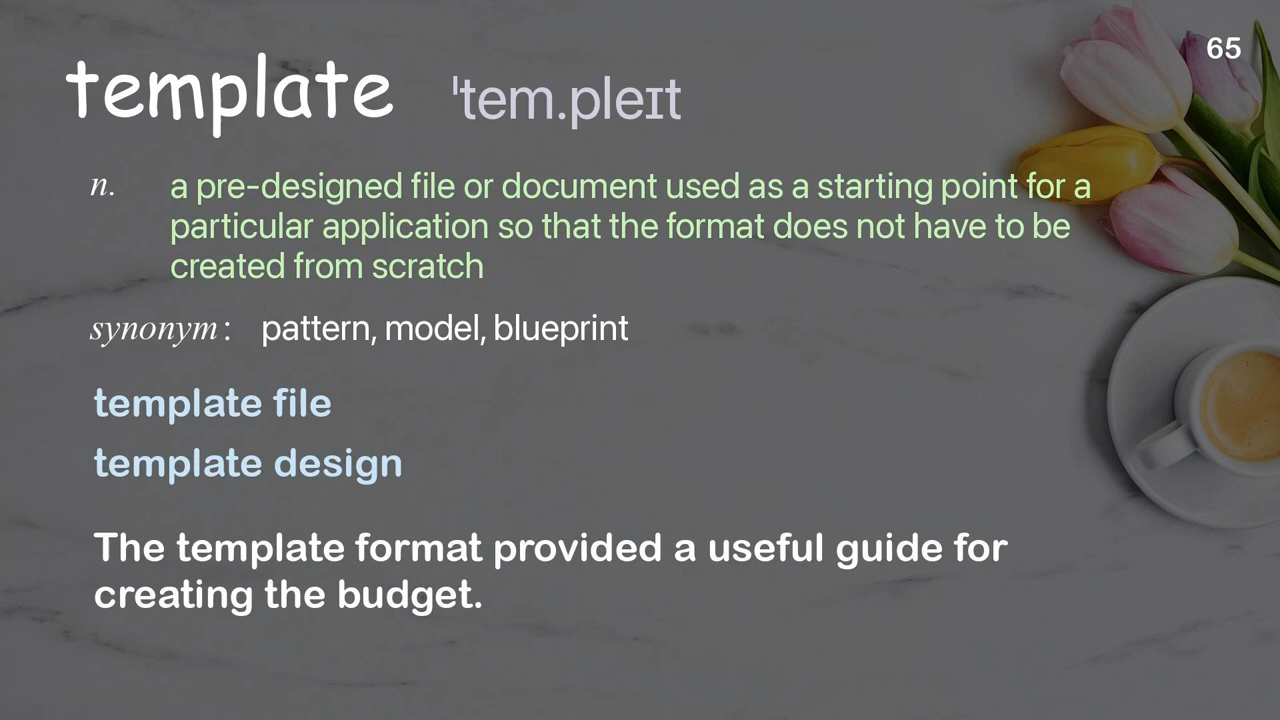 65
template ˈtem.pleɪt
n. a pre-designed file or document used as a starting point for a
particular application so that the format does not have to be
created from scratch
synonym: pattern, model, blueprint
template file
template design
The template format provided a useful guide for
creating the budget.